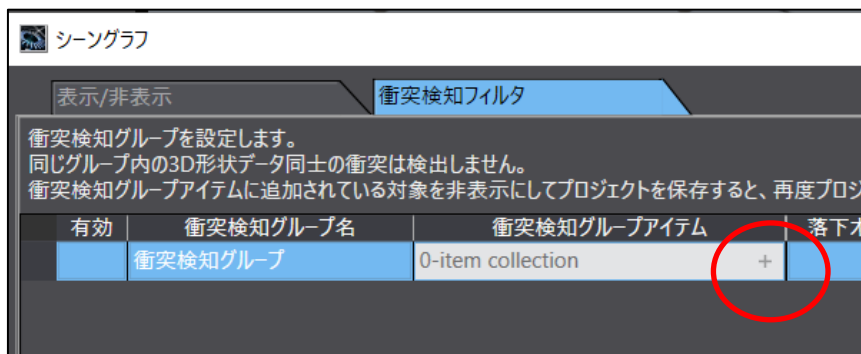 シーングラフ
表示/非表示
衝突検知フィルタ
衝突検知グループを設定します。
同じグループ内の3D形状データ同士の衝突は検出しません。
衝突検知グループアイテムに追加されている対象を非表示にしてプロジェクトを保存すると、再度プロジ
有効 衝突検知グループ名 衝突検知グループアイテム 落下
衝突検知グループ 0-item collection +